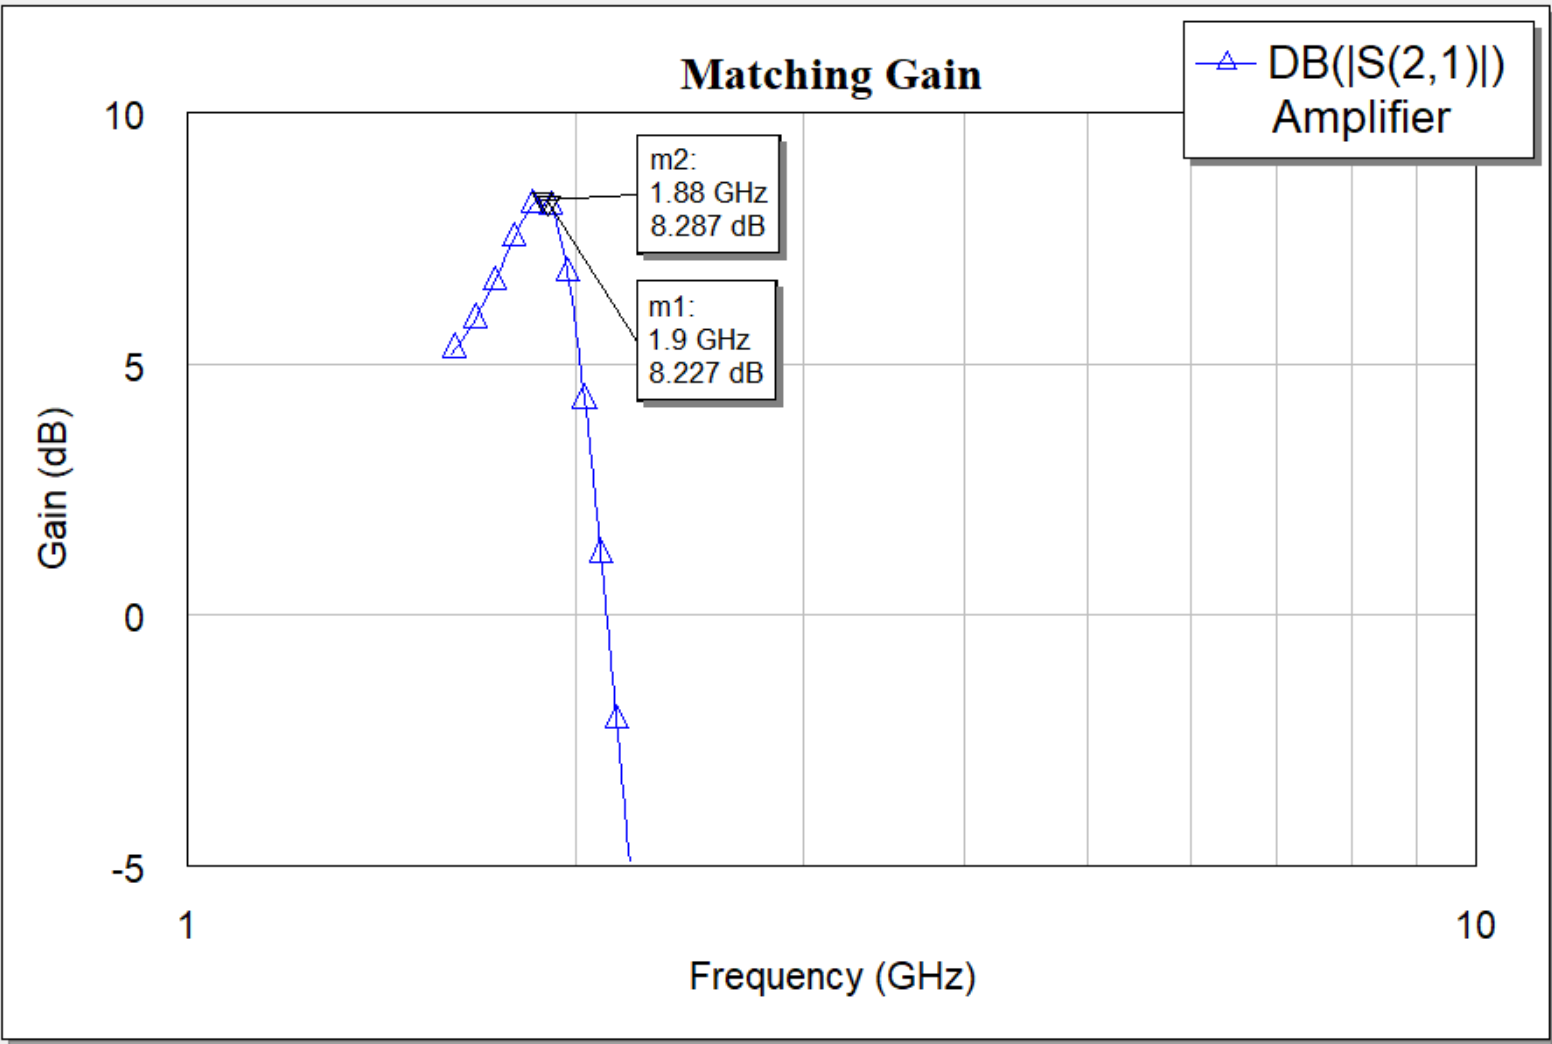 Matching Gain
DB(|S(2,1)|)
Amplifier
10
5
0
-5
Gain (dB)
m2:
1.88 GHz
8.287 dB
m1:
1.9 GHz
8.227 dB
1
10
Frequency (GHz)